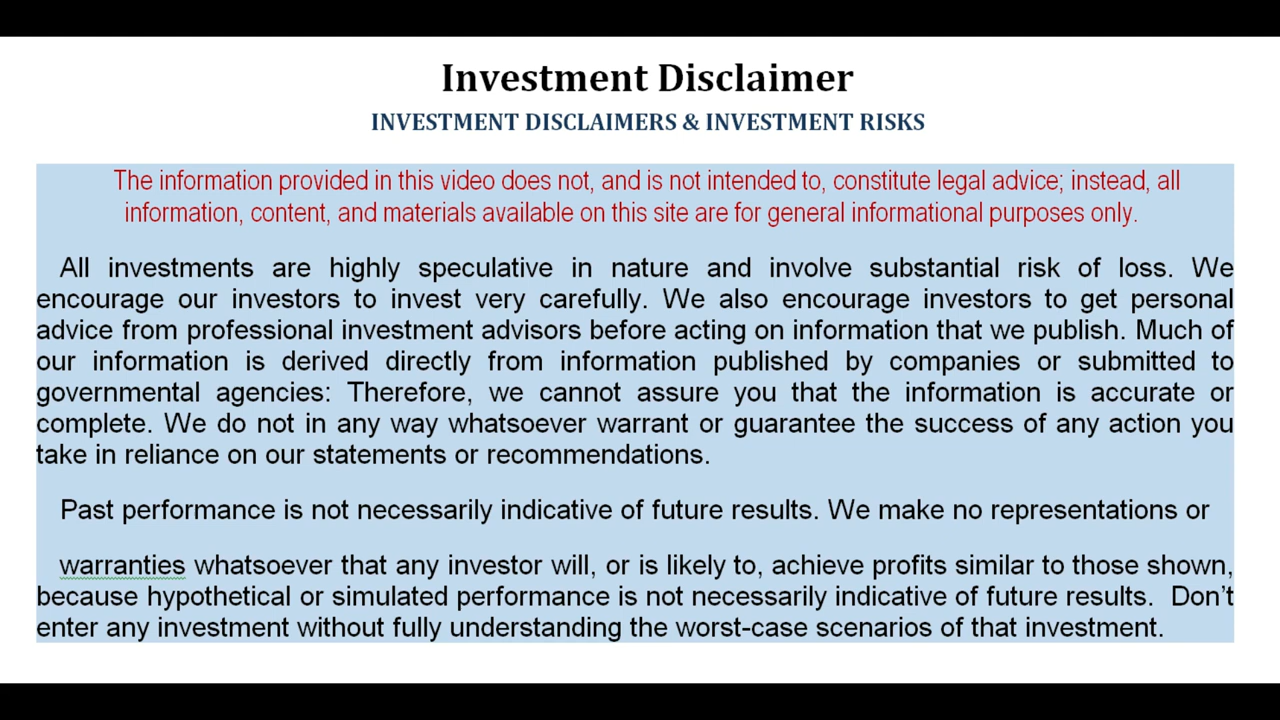 Investment Disclaimer
INVESTMENT DISCLAIMERS & INVESTMENT RISKS
The information provided in this video does not, and is not intended to, constitute legal advice; instead, all
information, content, and materials available on this site are for general informational purposes only.
All investments are highly speculative in nature and involve substantial risk of loss. We
encourage our investors to invest very carefully. We also encourage investors to get personal
advice from professional investment advisors before acting on information that we publish. Much of
our information is derived directly from information published by companies or submitted to
governmental agencies: Therefore, we cannot assure you that the information is accurate or
complete. We do not in any way whatsoever warrant or guarantee the success of any action you
take in reliance on our statements or recommendations.
Past performance is not necessarily indicative of future results. We make no representations or
warranties whatsoever that any investor will, or is likely to, achieve profits similar to those shown,
because hypothetical or simulated performance is not necessarily indicative of future results. Don’t
enter any investment without fully understanding the worst-case scenarios of that investment.